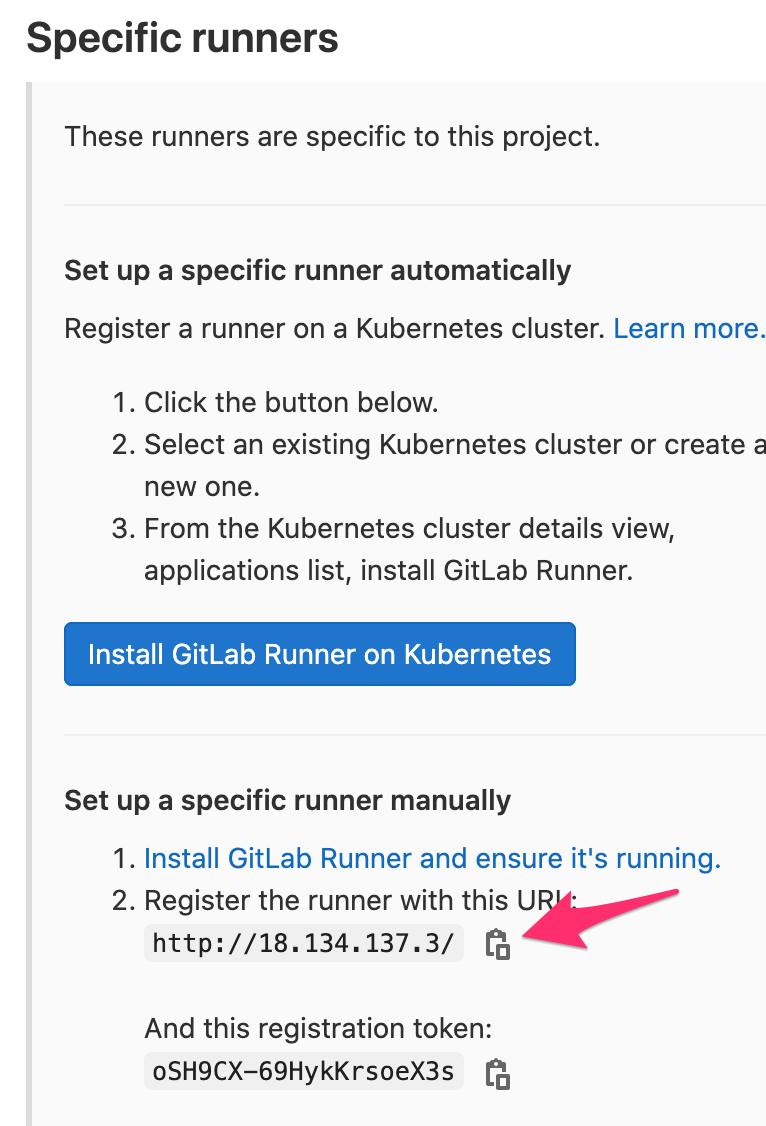 Specific runners
These runners are specific to this project.
Set up a specific runner automatically
Register a runner on a Kubernetes cluster. Learn more.
1. Click the button below.
2. Select an existing Kubernetes cluster or create a
new one.
3. From the Kubernetes cluster details view,
applications list, install GitLab Runner.
Install GitLab Runner on Kubernetes
Set up a specific runner manually
1. Install GitLab Runner and ensure it's running.
2. Register the runner with this URL:
http://18.134.137.3/
And this registration token:
oSH9CX-69HykKrsoeX3s